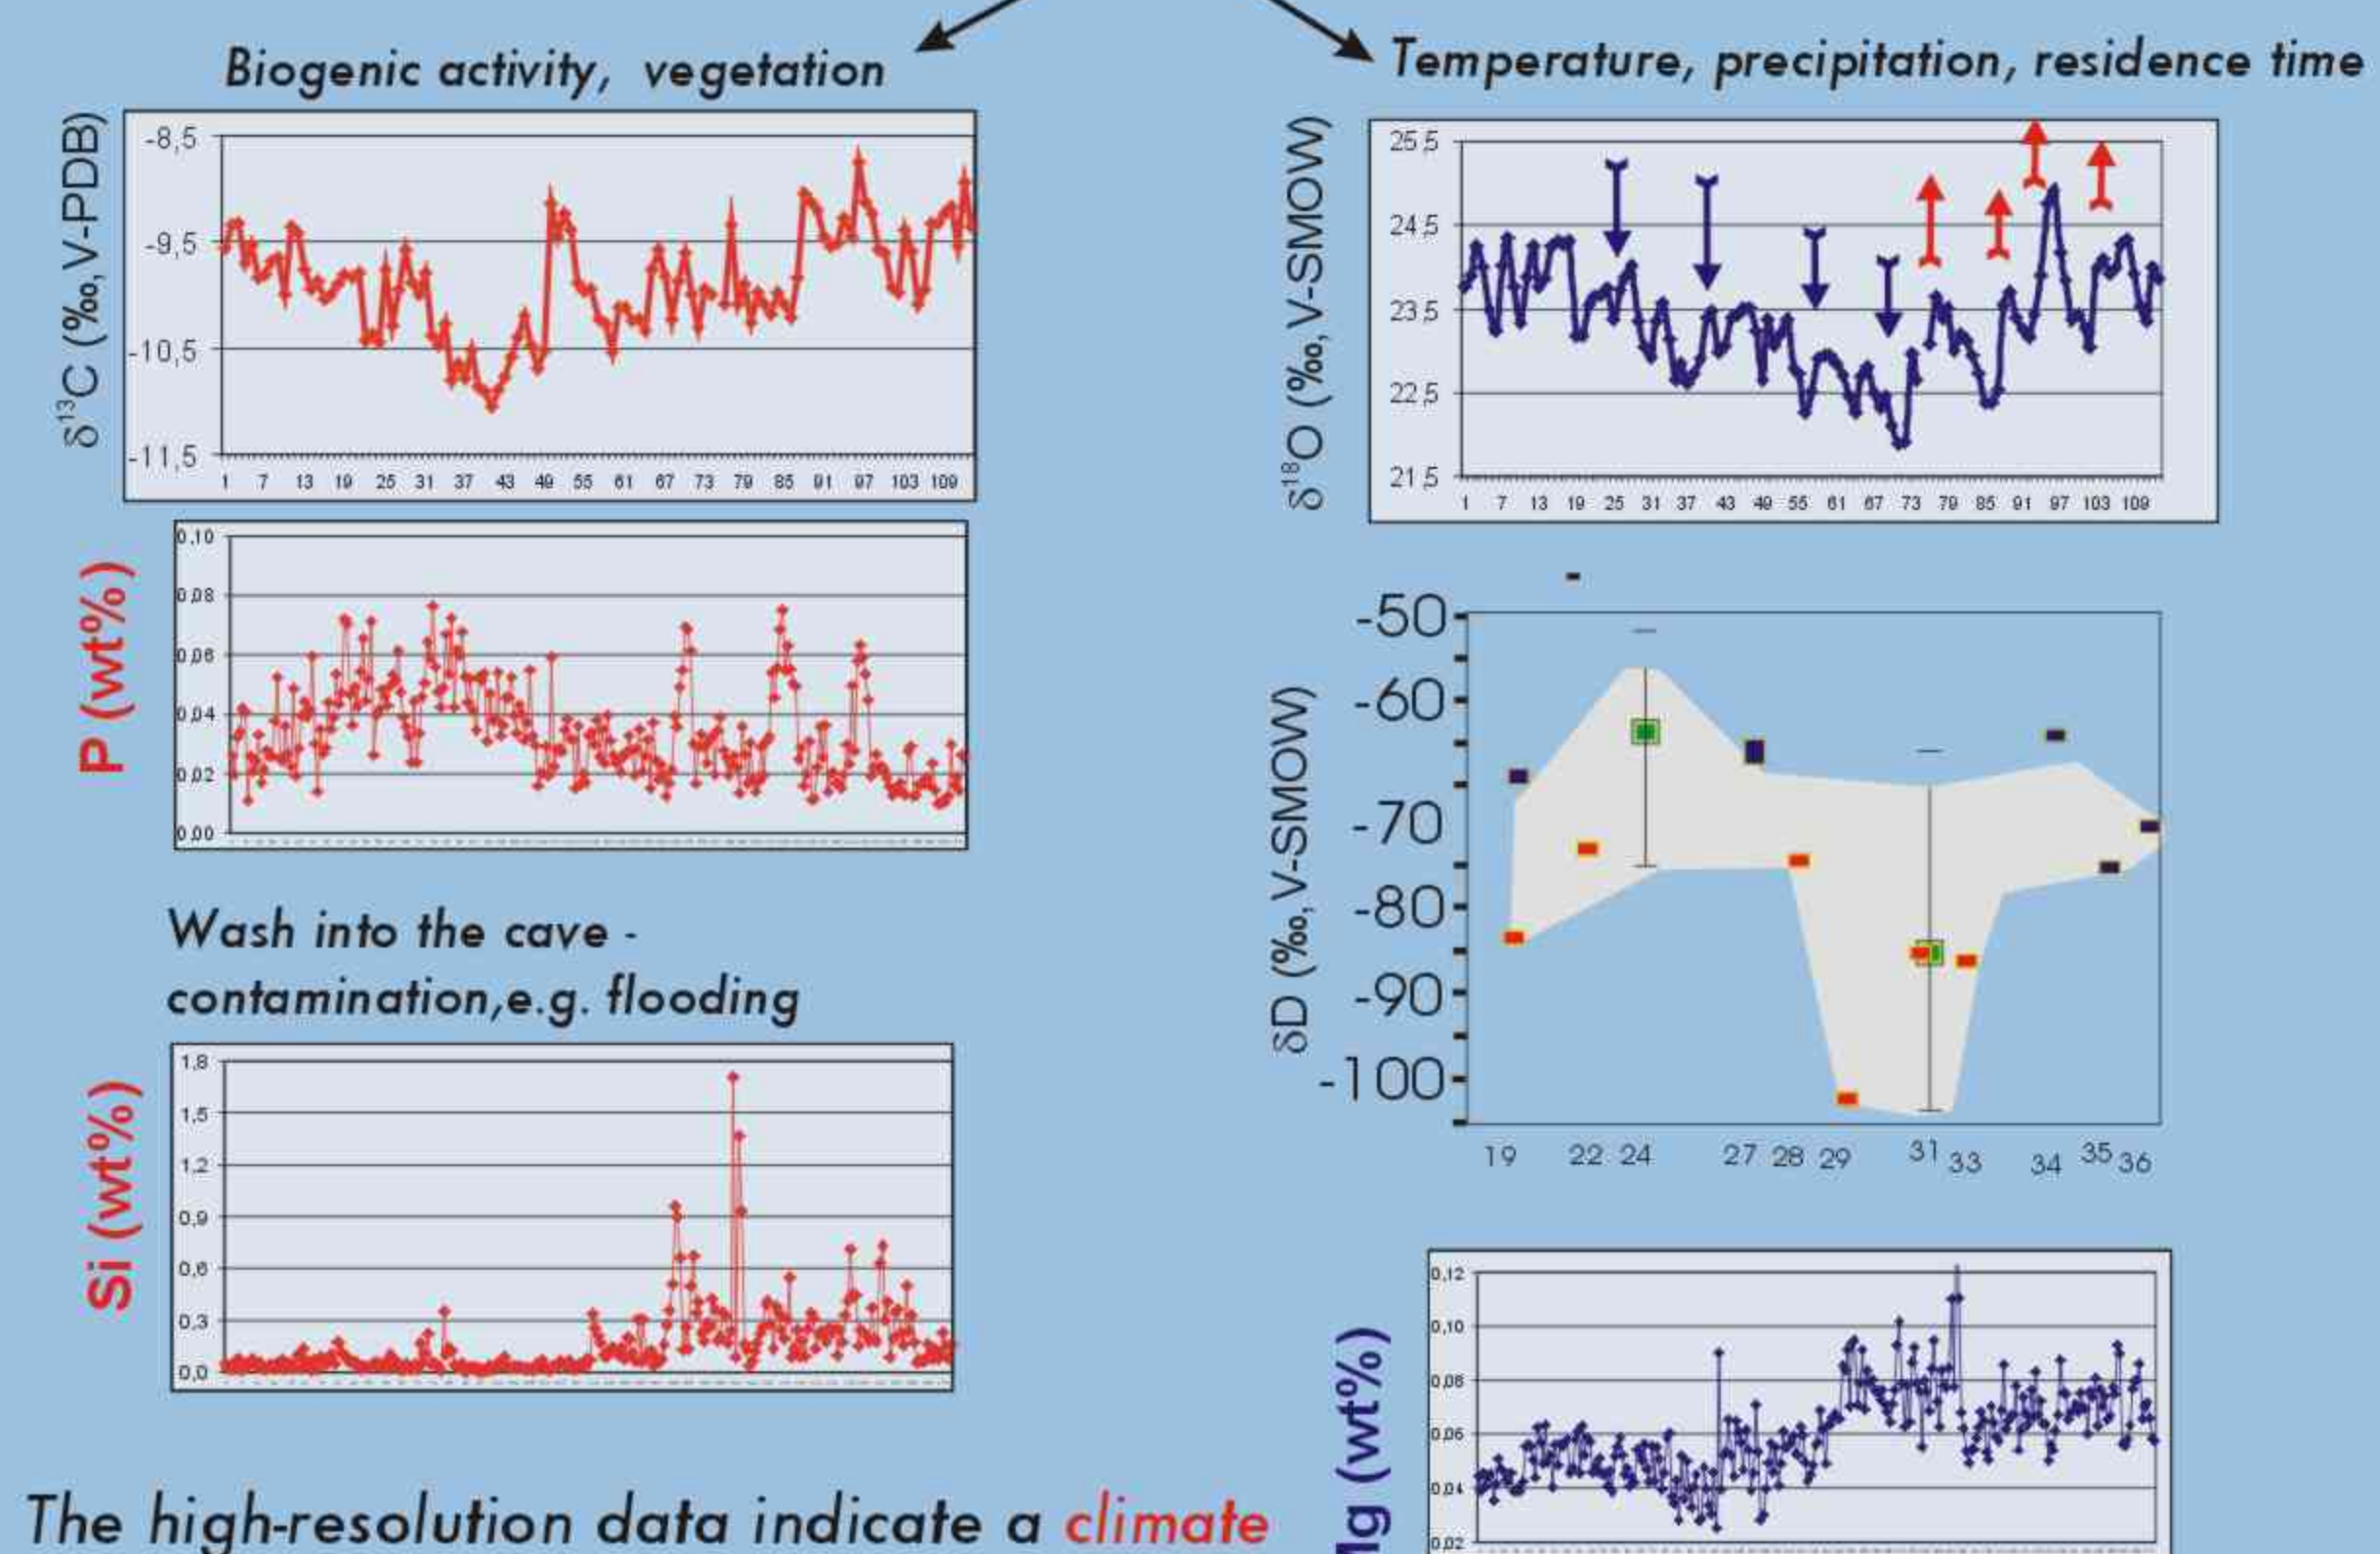 Biogenic activity, vegetation
δ¹³C (‰, V-PDB)
-8,5
-9,5
-10,5
-11,5
1 7 13 19 25 31 37 43 49 55 61 67 73 79 85 91 97 103 109
P (wt%)
0,10
0,08
0,06
0,04
0,02
0,00
Wash into the cave -
contamination,e.g. flooding
Si (wt%)
1,8
1,5
1,2
0,9
0,6
0,3
0,0
The high-resolution data indicate a climate
Temperature, precipitation, residence time
δ¹⁸O (‰, V-SMOW)
25,5
24,5
23,5
22,5
21,5
1 7 13 19 25 31 37 43 49 55 61 67 73 79 85 91 97 103 109
δD (‰, V-SMOW)
-50
-60
-70
-80
-90
-100
19 22 24 27 28 29 31 33 34 35 36
Mg (wt%)
0,12
0,10
0,08
0,06
0,04
0,02